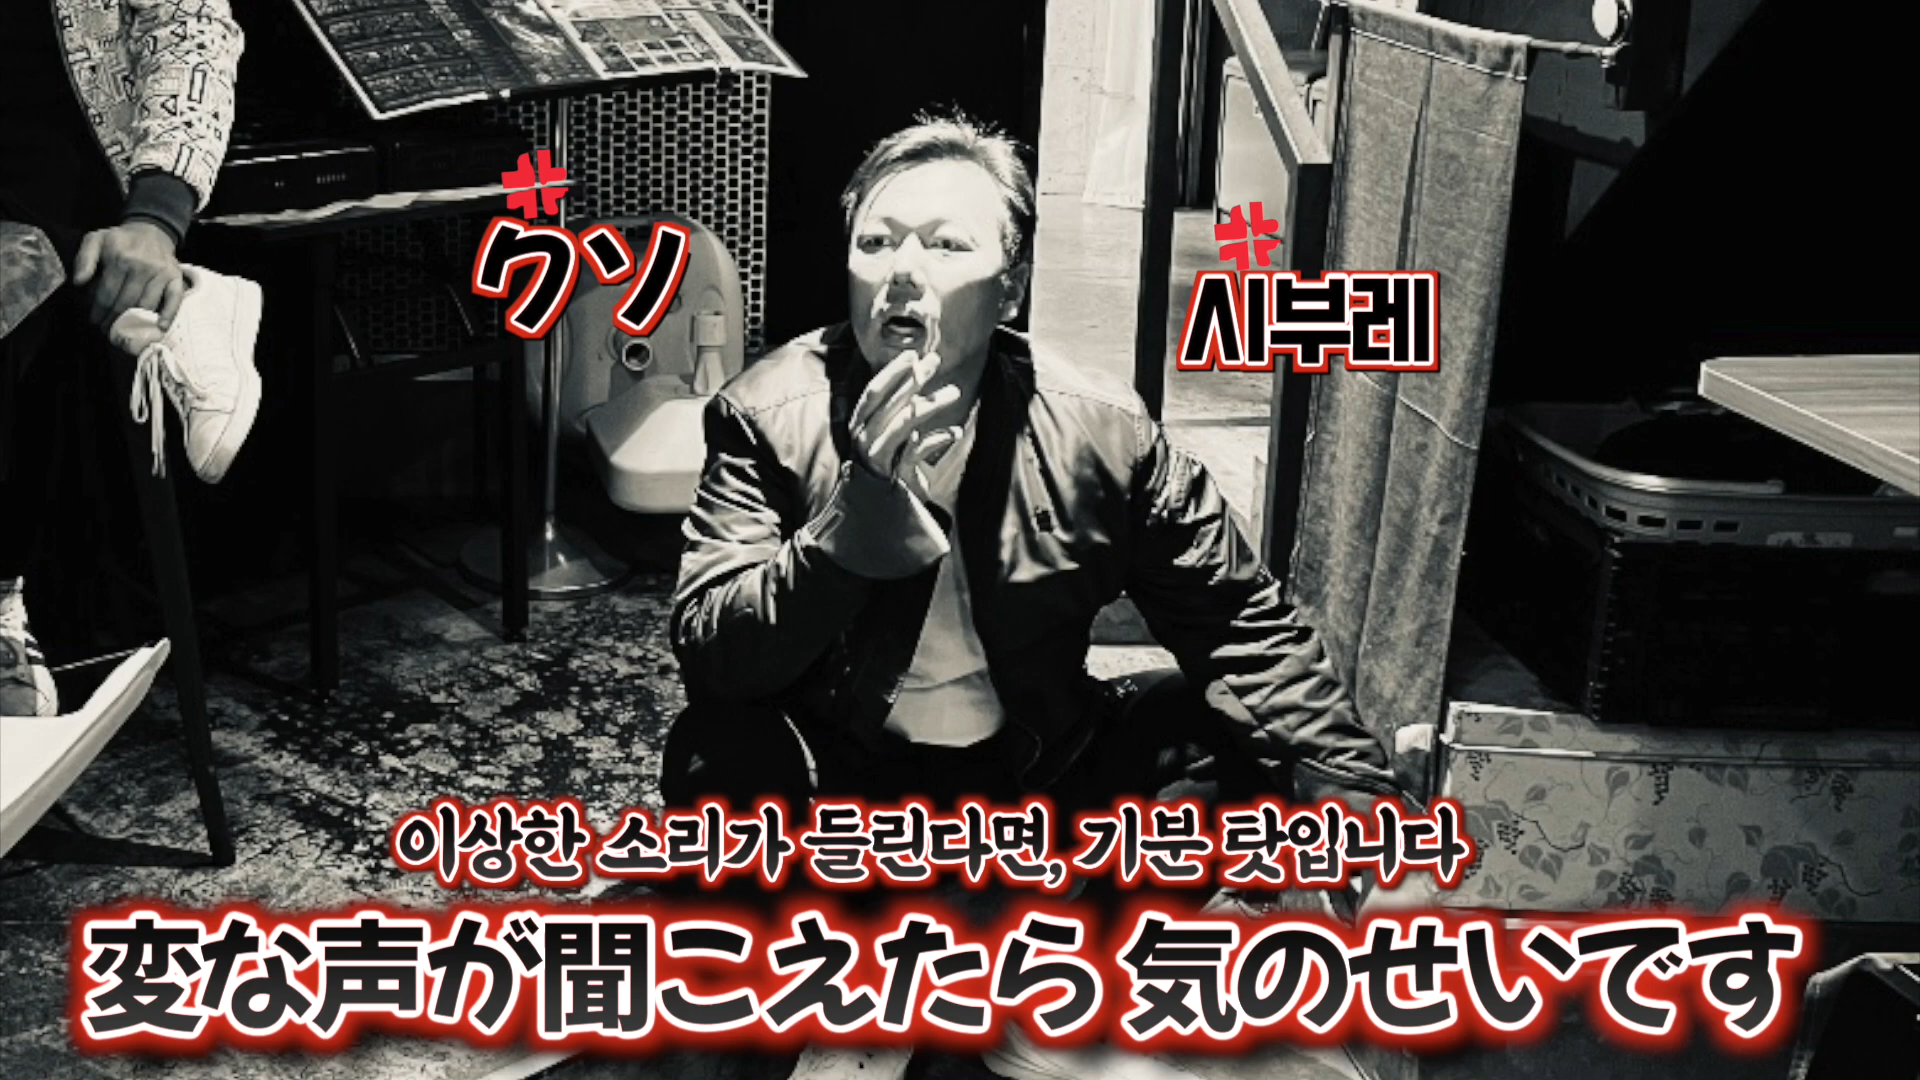 クソ
시부레
이상한 소리가 들린다면, 기분 탓입니다
変な声が聞こえたら 気のせいです